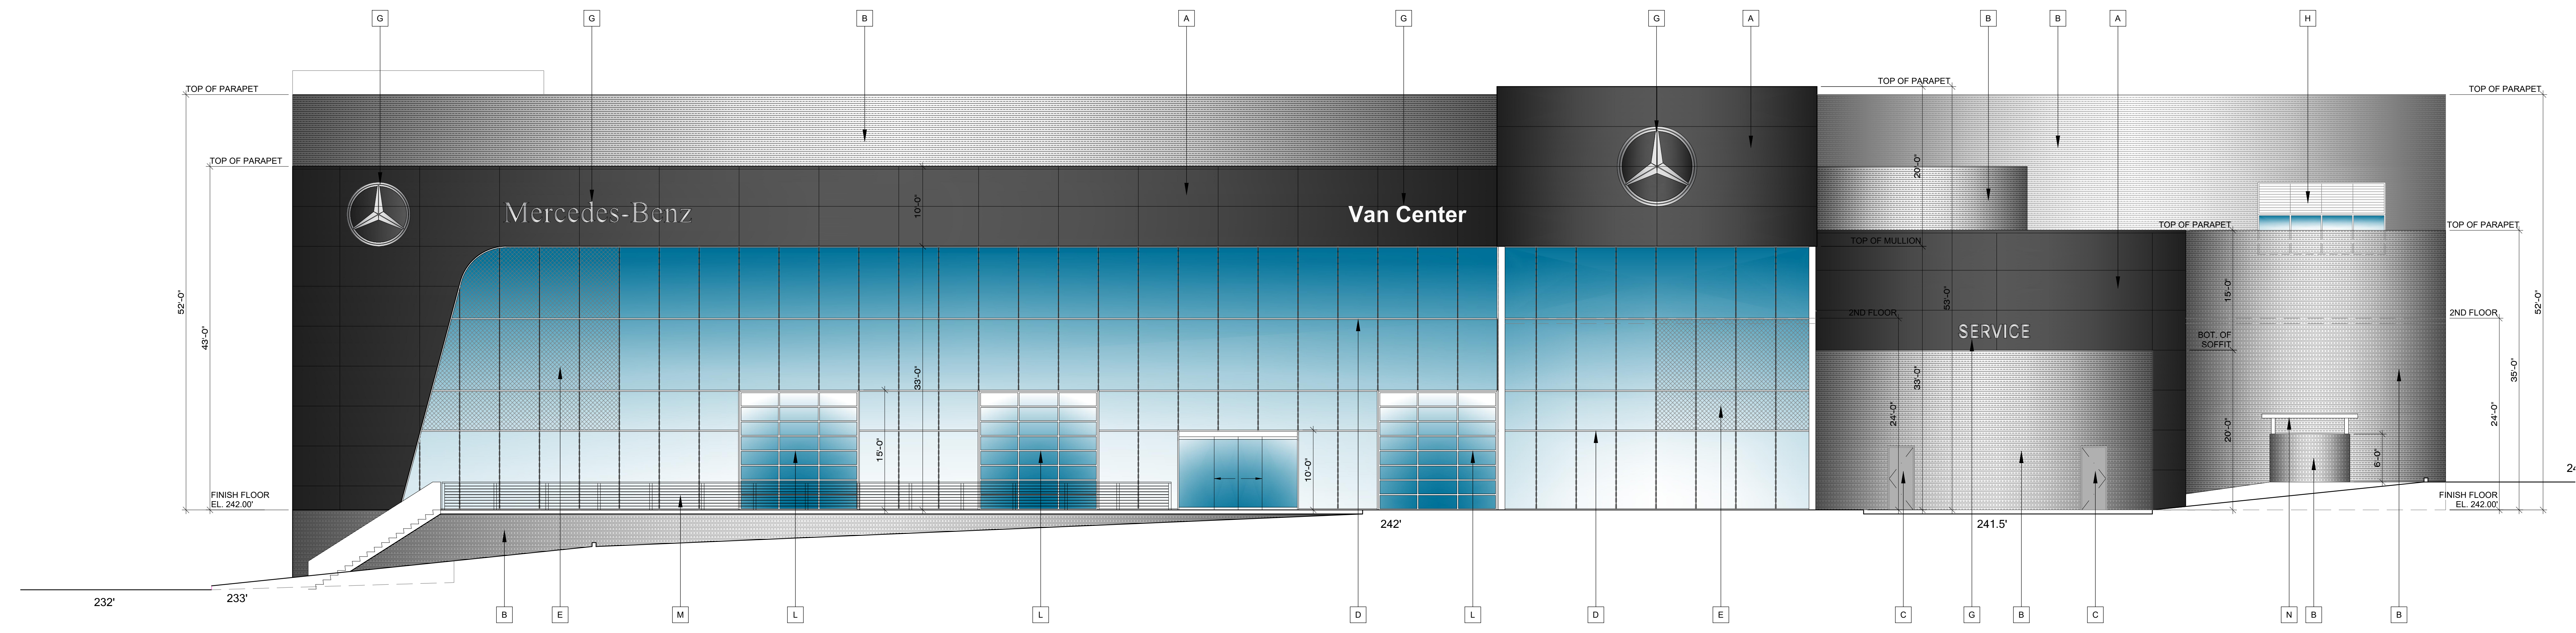 G G B A G G A B B A H
TOP OF PARAPET
TOP OF PARAPET
TOP OF PARAPET
TOP OF PARAPET
52'-0"
43'-0"
10'-0"
33'-0"
Mercedes-Benz
Van Center
20'-0"
TOP OF PARAPET
TOP OF PARAPET
TOP OF MULLION
53'-0"
33'-0"
2ND FLOOR
24'-0"
SERVICE
15'-0"
BOT. OF
SOFFIT
20'-0"
2ND FLOOR
52'-0"
35'-0"
24'-0"
15'-0"
10'-0"
6'-0"
FINISH FLOOR
EL. 242.00'
FINISH FLOOR
EL. 242.00'
242'
241.5'
232'
233'
B E M L L D L D E C G B C N B B